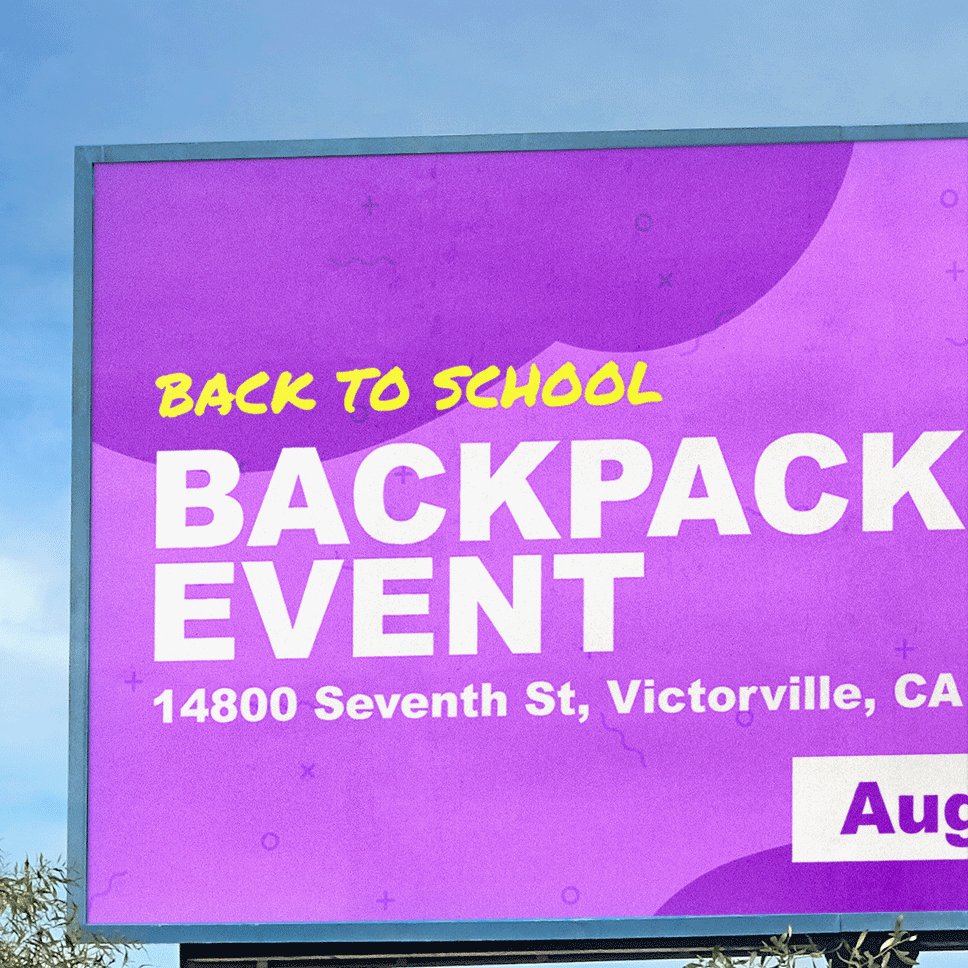 BACK TO SCHOOL
BACKPACK
EVENT
14800 Seventh St, Victorville, CA
Aug